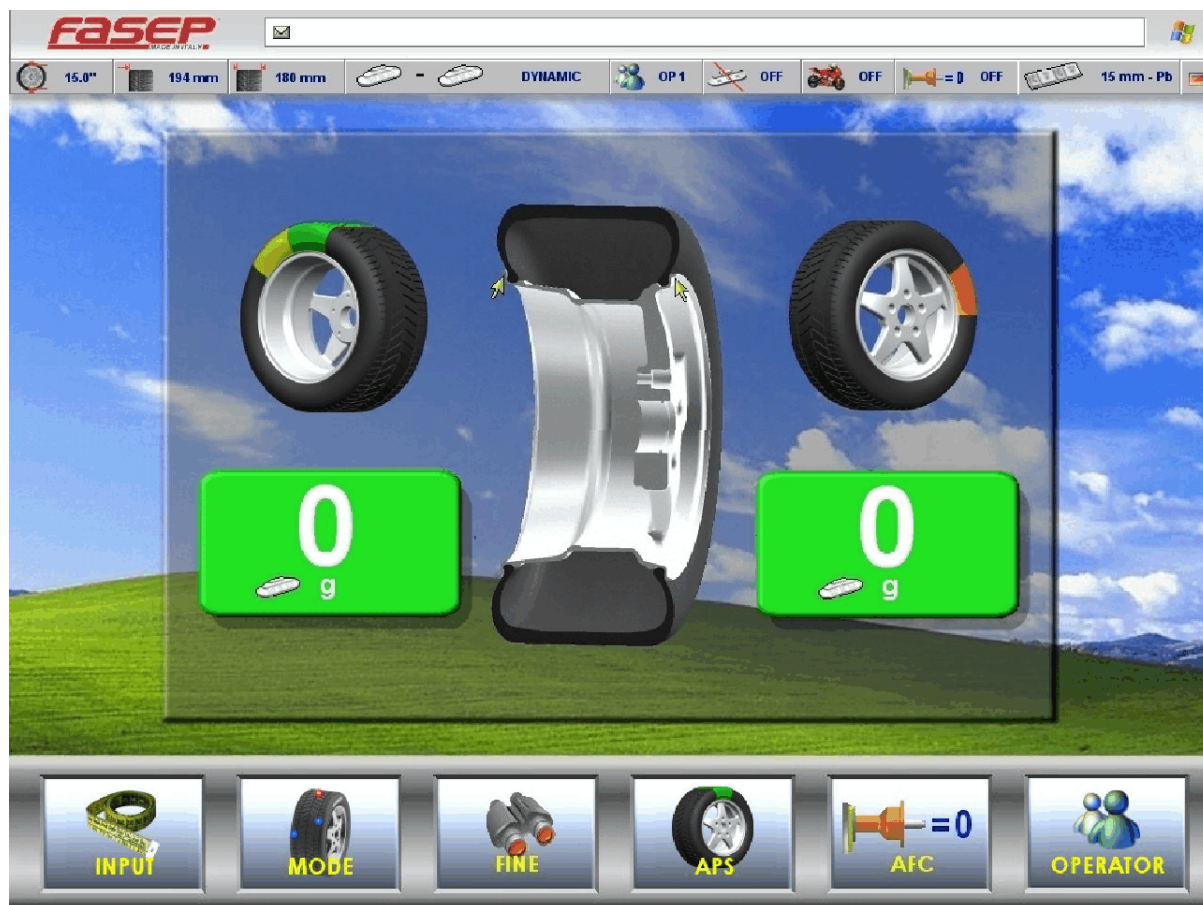 FASEP
MADE IN ITALY
15.0" 194 mm 180 mm - DYNAMIC OP 1 OFF OFF =0 OFF 15 mm - Pb
0
g
0
g
INPUT
MODE
FINE
APS
=0
AFC
OPERATOR